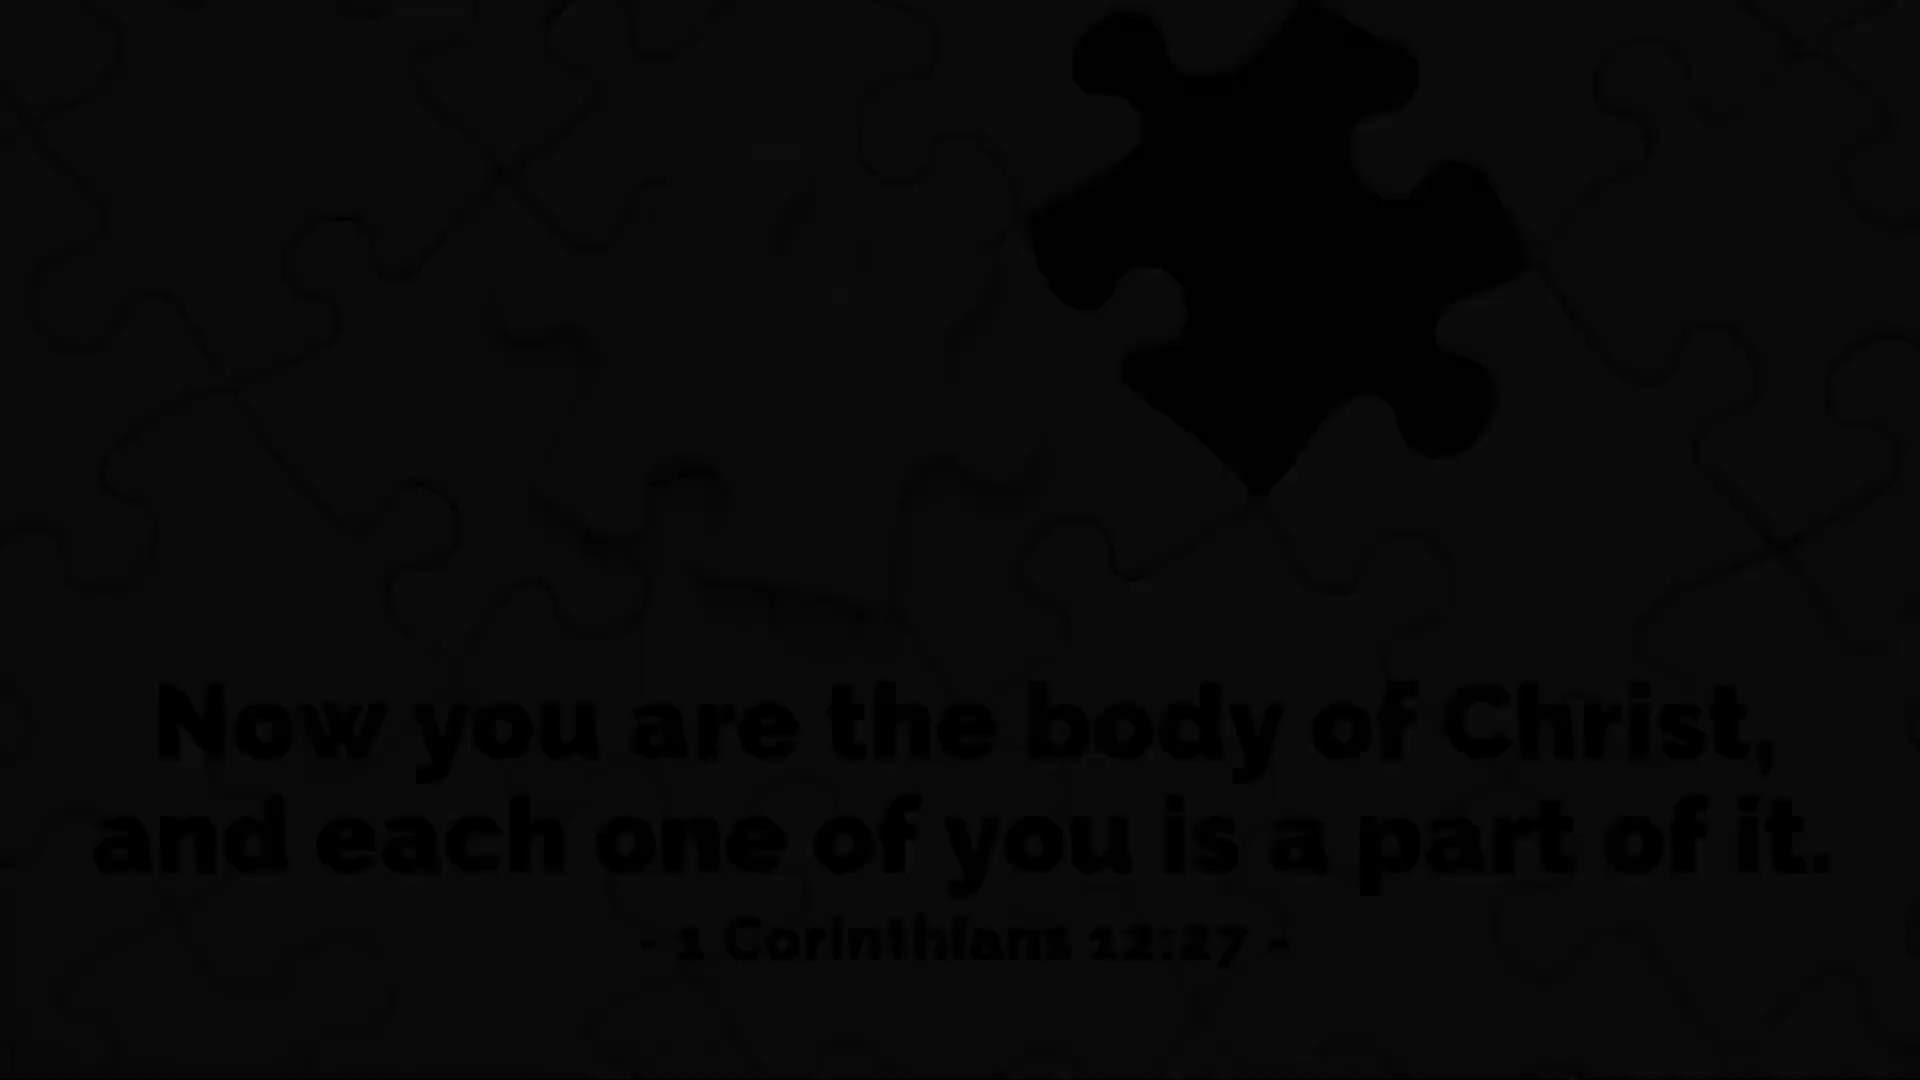 Now you are the body of Christ,
and each one of you is a part of it.
- 1 Corinthians 12:27 -